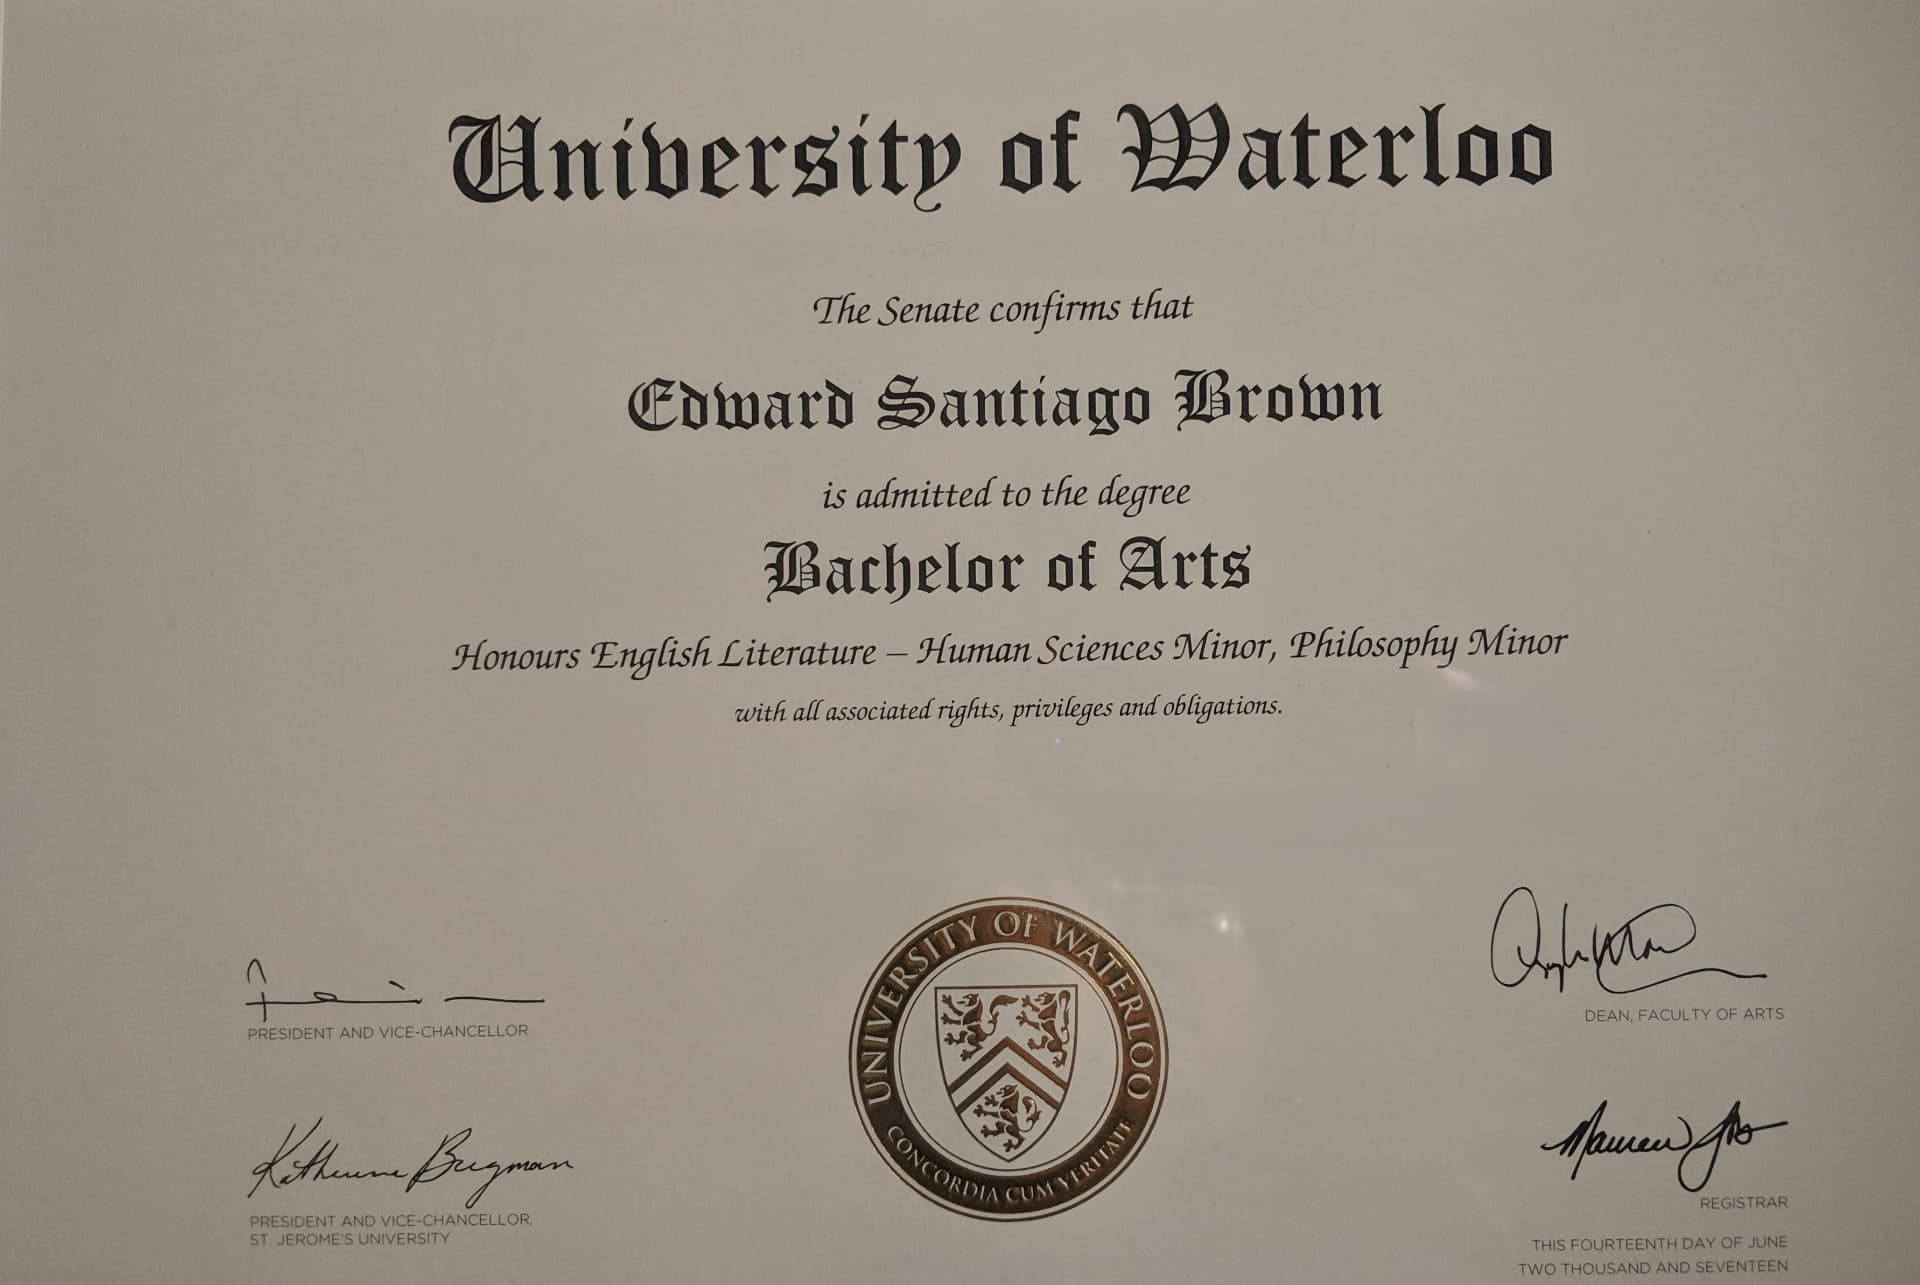 University of Waterloo
The Senate confirms that
Edward Santiago Brown
is admitted to the degree
Bachelor of Arts
Honours English Literature – Human Sciences Minor, Philosophy Minor
with all associated rights, privileges and obligations.
PRESIDENT AND VICE-CHANCELLOR
Katherine Bergman
PRESIDENT AND VICE-CHANCELLOR,
ST. JEROME'S UNIVERSITY
UNIVERSITY OF WATERLOO
CONCORDIA CUM VERITATE
DEAN, FACULTY OF ARTS
Maureen
REGISTRAR
THIS FOURTEENTH DAY OF JUNE
TWO THOUSAND AND SEVENTEEN